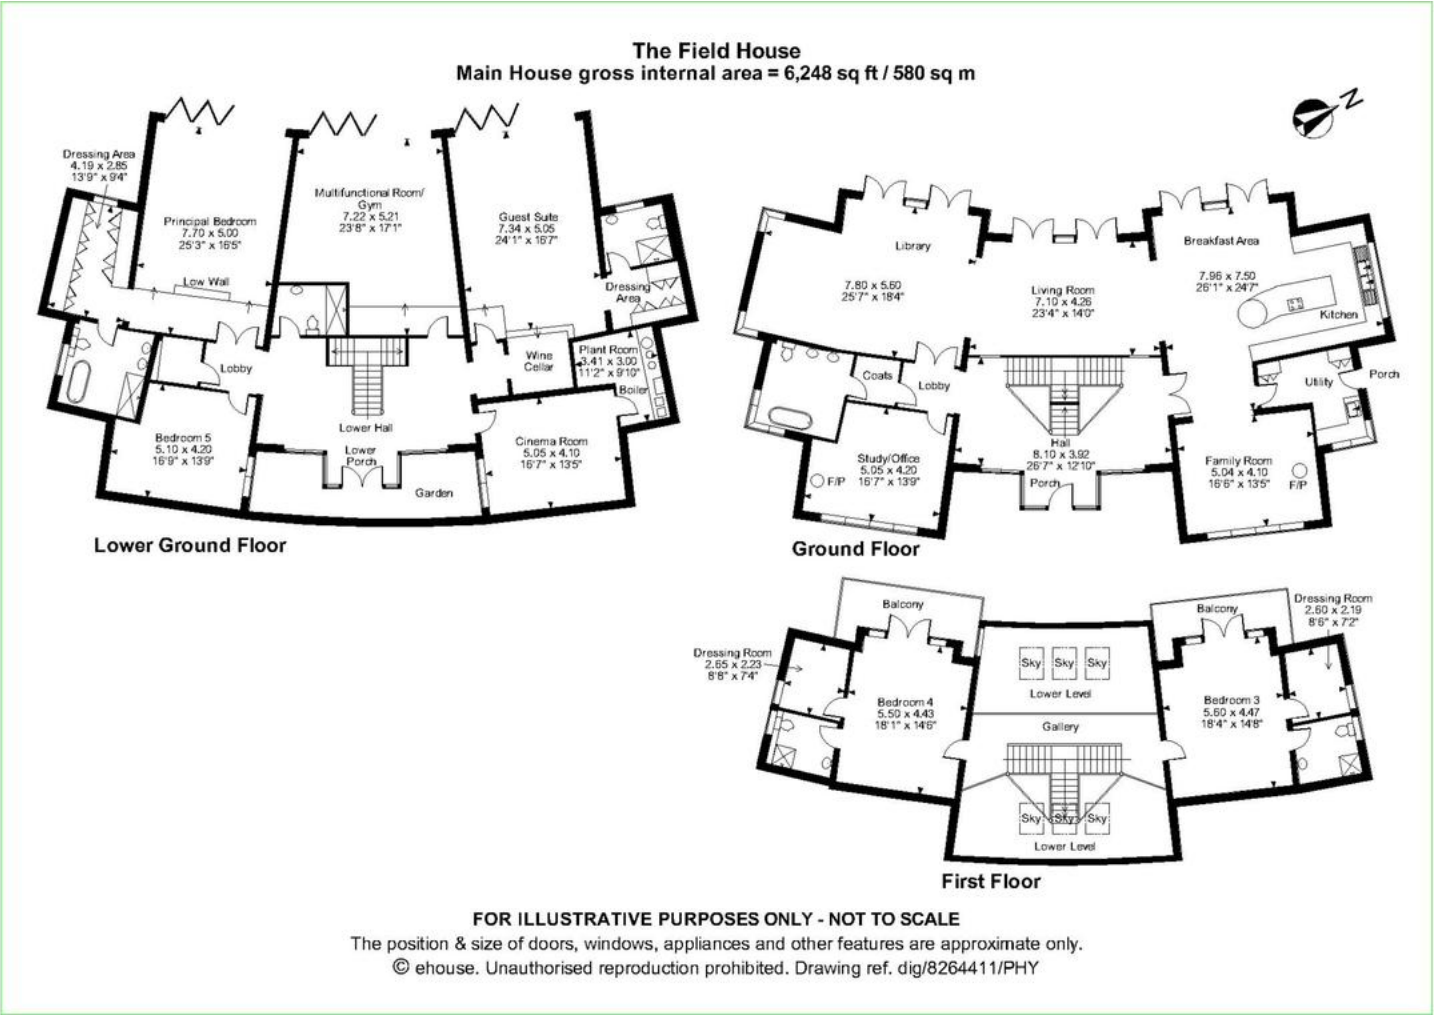 The Field House
Main House gross internal area = 6,248 sq ft / 580 sq m
N
Dressing Area
4.19 x 2.85
13'9" x 9'4"
Principal Bedroom
7.70 x 5.00
25'3" x 16'5"
Low Wall
Multifunctional Room/
Gym
7.22 x 5.21
23'8" x 17'1"
Guest Suite
7.34 x 5.05
24'1" x 16'7"
Dressing
Area
Lobby
Wine
Cellar
Plant Room
3.41 x 3.00
11'2" x 9'10"
Boiler
Lower Hall
Bedroom 5
5.10 x 4.20
16'9" x 13'9"
Lower
Porch
Cinema Room
5.05 x 4.10
16'7" x 13'5"
Garden
Lower Ground Floor
Library
7.80 x 5.60
25'7" x 18'4"
Living Room
7.10 x 4.26
23'4" x 14'0"
Breakfast Area
7.96 x 7.50
26'1" x 24'7"
Kitchen
Coats
Lobby
Utility
Porch
Study/Office
5.05 x 4.20
16'7" x 13'9"
F/P
Hall
8.10 x 3.92
26'7" x 12'10"
Porch
Family Room
5.04 x 4.10
16'6" x 13'5"
F/P
Ground Floor
Balcony
Balcony
Dressing Room
2.60 x 2.19
8'6" x 7'2"
Dressing Room
2.65 x 2.23
8'8" x 7'4"
Sky
Sky
Sky
Lower Level
Bedroom 4
5.50 x 4.43
18'1" x 14'6"
Gallery
Bedroom 3
5.60 x 4.47
18'4" x 14'8"
Sky
Sky
Sky
Lower Level
First Floor
FOR ILLUSTRATIVE PURPOSES ONLY - NOT TO SCALE
The position & size of doors, windows, appliances and other features are approximate only.
© ehouse. Unauthorised reproduction prohibited. Drawing ref. dig/8264411/PHY